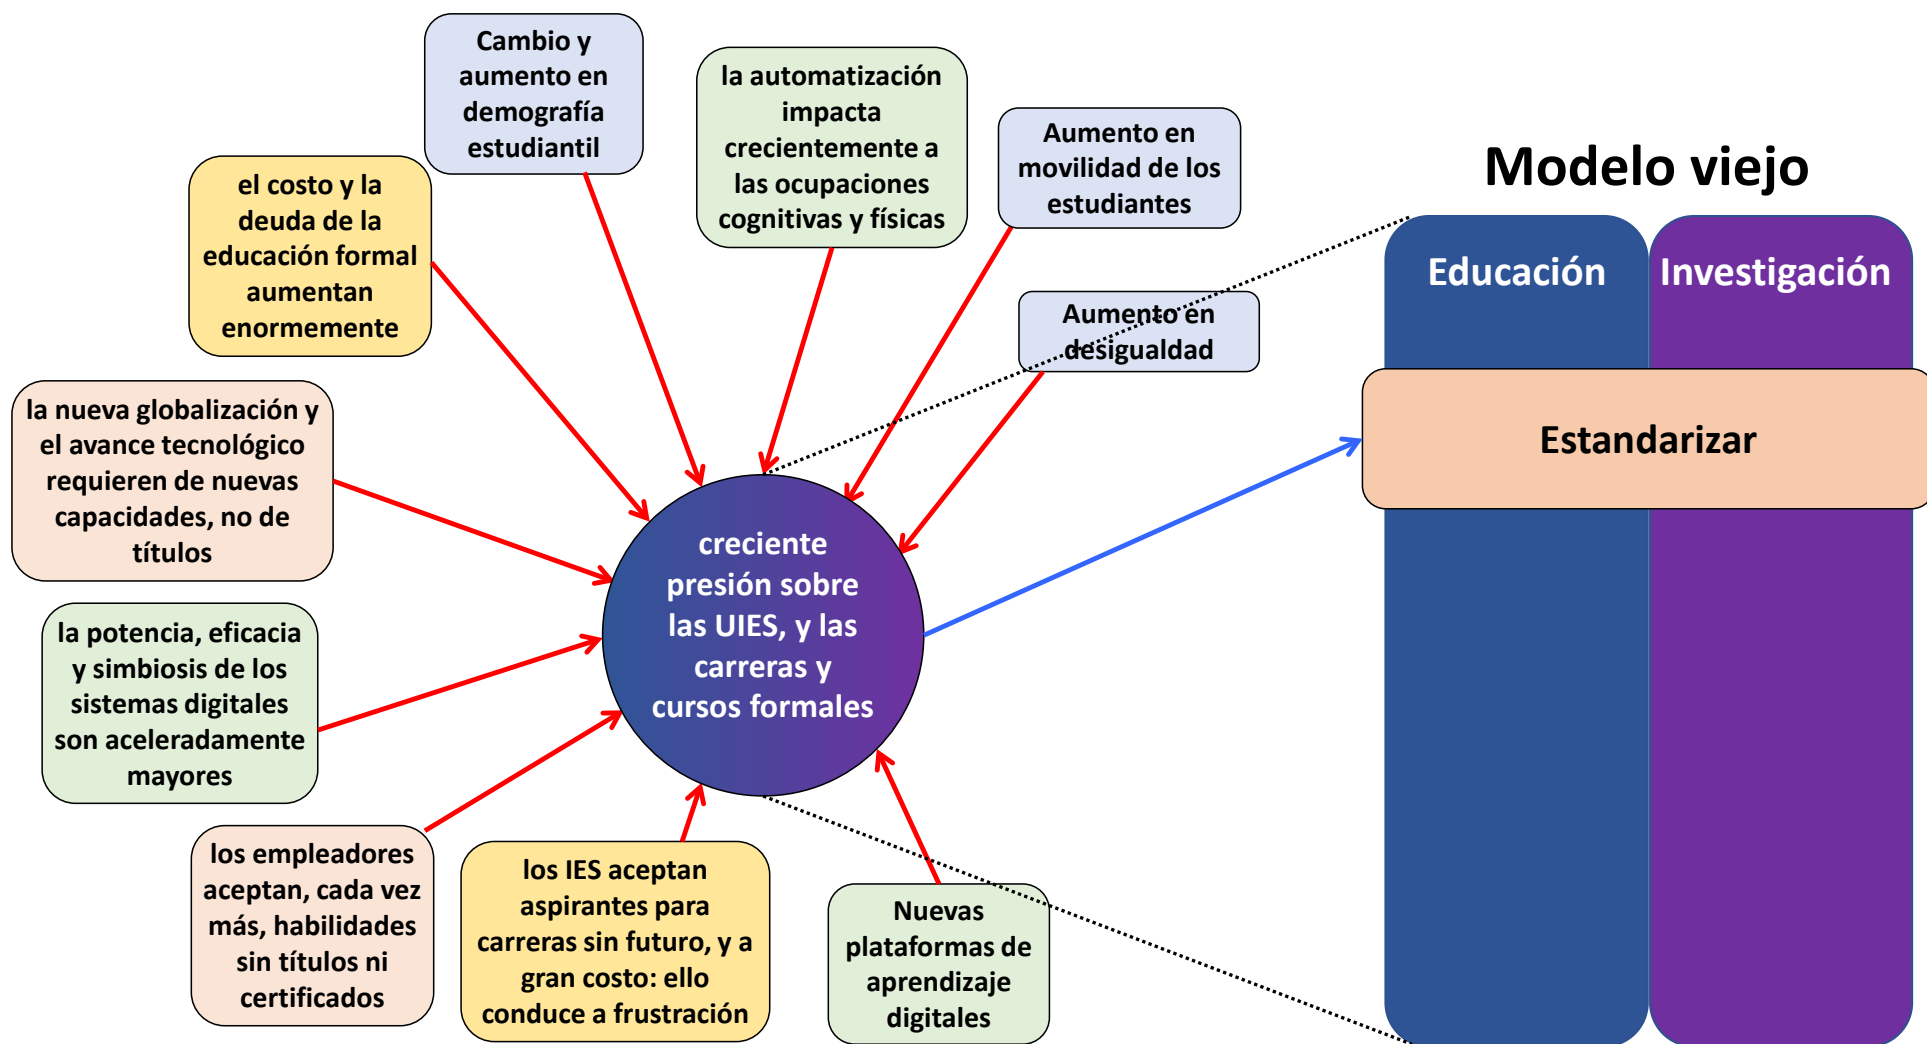 Cambio y
aumento en
demografía
estudiantil
la automatización
impacta
crecientemente a
las ocupaciones
cognitivas y físicas
Aumento en
movilidad de los
estudiantes
Aumento en
desigualdad
el costo y la
deuda de la
educación formal
aumentan
enormemente
la nueva globalización y
el avance tecnológico
requieren de nuevas
capacidades, no de
títulos
la potencia, eficacia
y simbiosis de los
sistemas digitales
son aceleradamente
mayores
los empleadores
aceptan, cada vez
más, habilidades
sin títulos ni
certificados
los IES aceptan
aspirantes para
carreras sin futuro, y a
gran costo: ello
conduce a frustración
Nuevas
plataformas de
aprendizaje
digitales
creciente
presión sobre
las UIES, y las
carreras y
cursos formales
Modelo viejo
Educación
Investigación
Estandarizar